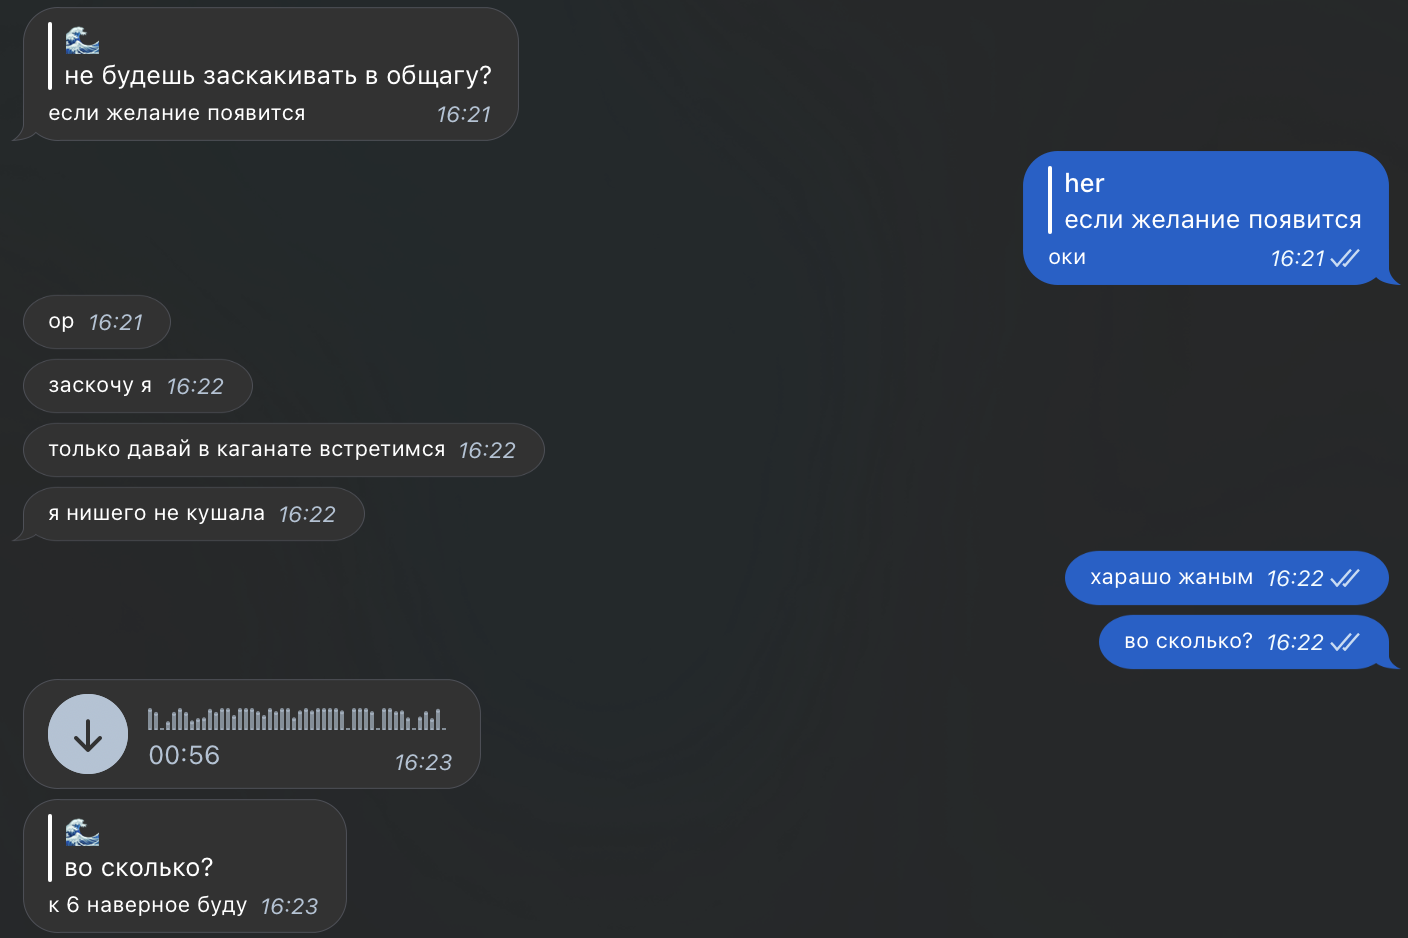 🌊
не будешь заскакивать в общагу?
если желание появится 16:21
her
если желание появится
оки 16:21
ор 16:21
заскочу я 16:22
только давай в каганате встретимся 16:22
я нишего не кушала 16:22
харашо жаным 16:22
во сколько? 16:22
00:56 16:23
🌊
во сколько?
к 6 наверное буду 16:23